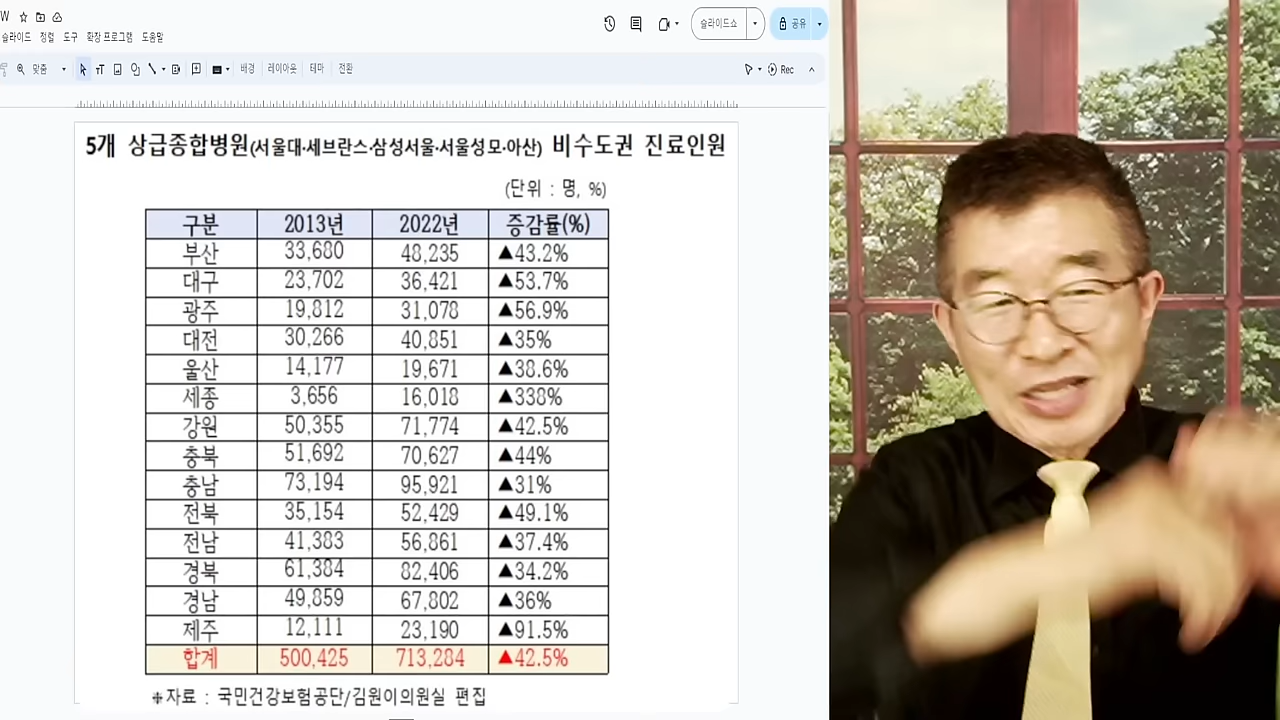 W
슬라이드 정렬 도구 확장 프로그램 도움말
슬라이드쇼
공유
맞춤
배경 레이아웃 테마 전환
Rec
5개 상급종합병원(서울대·세브란스·삼성서울·서울성모·아산) 비수도권 진료인원
(단위 : 명, %)
구분 2013년 2022년 증감률(%)
부산 33,680 48,235 ▲43.2%
대구 23,702 36,421 ▲53.7%
광주 19,812 31,078 ▲56.9%
대전 30,266 40,851 ▲35%
울산 14,177 19,671 ▲38.6%
세종 3,656 16,018 ▲338%
강원 50,355 71,774 ▲42.5%
충북 51,692 70,627 ▲44%
충남 73,194 95,921 ▲31%
전북 35,154 52,429 ▲49.1%
전남 41,383 56,861 ▲37.4%
경북 61,384 82,406 ▲34.2%
경남 49,859 67,802 ▲36%
제주 12,111 23,190 ▲91.5%
합계 500,425 713,284 ▲42.5%
※자료 : 국민건강보험공단/김원이의원실 편집